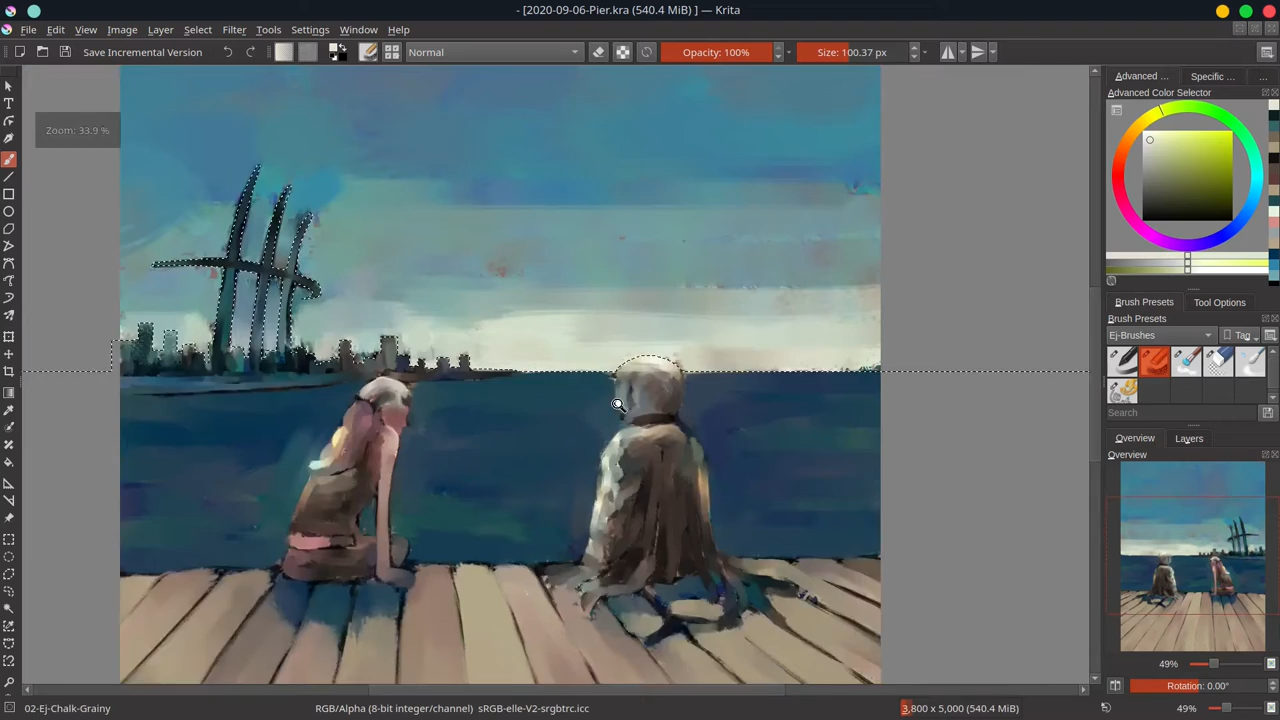 - [2020-09-06-Pier.kra (540.4 MiB) ] — Krita
File Edit View Image Layer Select Filter Tools Settings Window Help
Save Incremental Version Normal Opacity: 100% Size: 100.37 px
Zoom: 33.9 %
Advanced ... Specific ... ...
Advanced Color Selector
Brush Presets Tool Options
Brush Presets
Ej-Brushes Tag
Search
Overview Layers
Overview
49%
Rotation: 0.00°
02-Ej-Chalk-Grainy RGB/Alpha (8-bit integer/channel) sRGB-elle-V2-srgbtrc.icc 3,800 x 5,000 (540.4 MiB) 49%